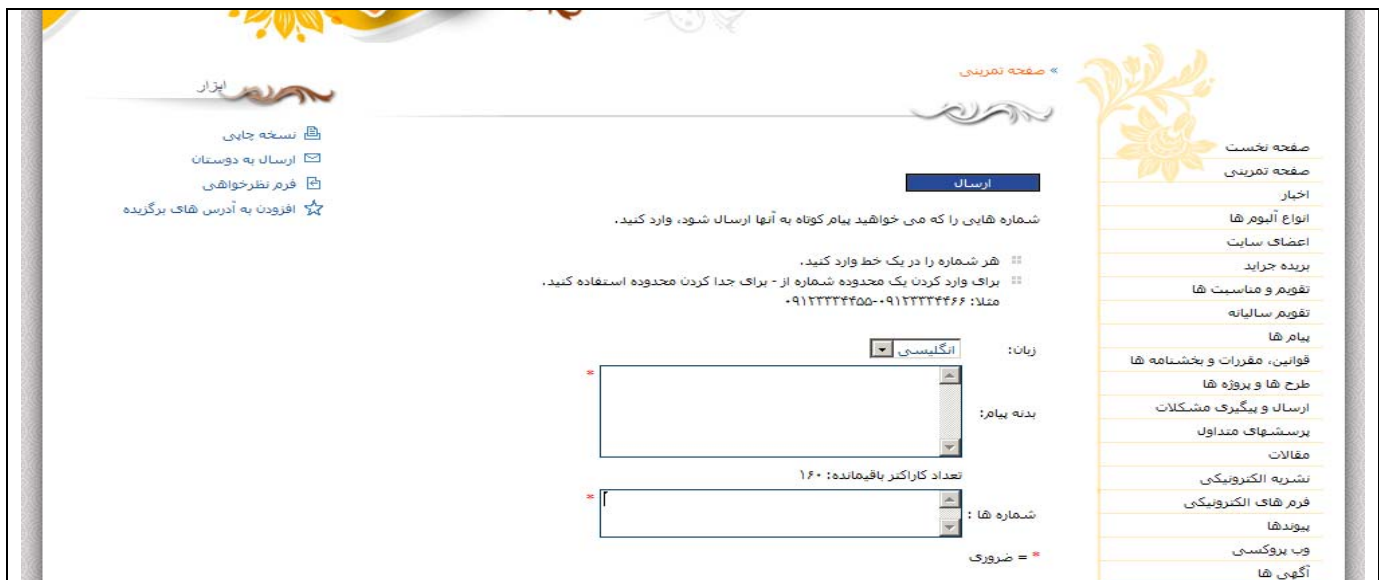 » صفحه تمرینی
صفحه نخست
صفحه تمرینی
اخبار
انواع آلبوم ها
اعضای سایت
بریده جراید
تقویم و مناسبت ها
تقویم سالیانه
پیام ها
قوانین، مقررات و بخشنامه ها
طرح ها و پروژه ها
ارسال و پیگیری مشکلات
پرسشهای متداول
مقالات
نشریه الکترونیکی
فرم های الکترونیکی
پیوندها
وب پروکسی
آگهی ها
ارسال
شماره هایی را که می خواهید پیام کوتاه به آنها ارسال شود، وارد کنید.
هر شماره را در یک خط وارد کنید.
برای وارد کردن یک محدوده شماره از - برای جدا کردن محدوده استفاده کنید.
مثلا: ۰۹۱۲۳۳۳۴۴۵۵-۰۹۱۲۳۳۳۴۴۶۶
زبان: انگلیسی
بدنه پیام: *
تعداد کاراکتر باقیمانده: ۱۶۰
شماره ها : *
* = ضروری
ابزار
نسخه چاپی
ارسال به دوستان
فرم نظرخواهی
افزودن به آدرس های برگزیده